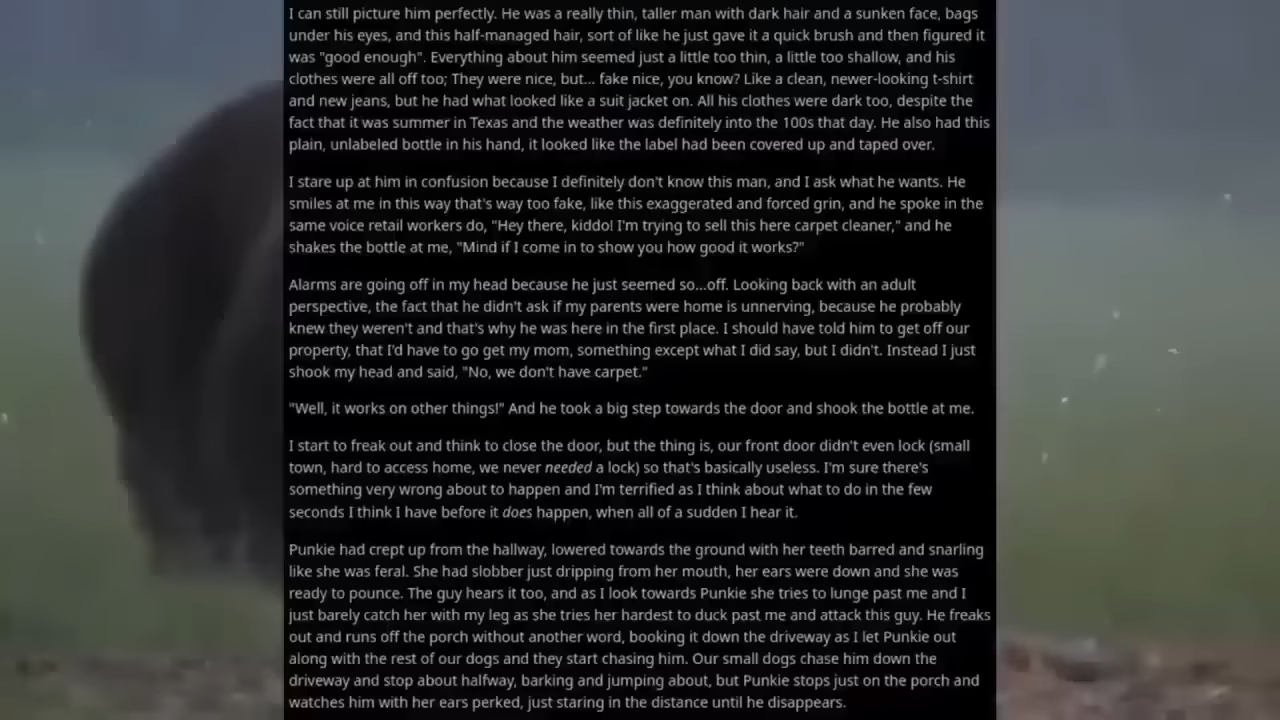 I can still picture him perfectly. He was a really thin, taller man with dark hair and a sunken face, bags
under his eyes, and this half-managed hair, sort of like he just gave it a quick brush and then figured it
was "good enough". Everything about him seemed just a little too thin, a little too shallow, and his
clothes were all off too; They were nice, but... fake nice, you know? Like a clean, newer-looking t-shirt
and new jeans, but he had what looked like a suit jacket on. All his clothes were dark too, despite the
fact that it was summer in Texas and the weather was definitely into the 100s that day. He also had this
plain, unlabeled bottle in his hand, it looked like the label had been covered up and taped over.
I stare up at him in confusion because I definitely don't know this man, and I ask what he wants. He
smiles at me in this way that's way too fake, like this exaggerated and forced grin, and he spoke in the
same voice retail workers do, "Hey there, kiddo! I'm trying to sell this here carpet cleaner," and he
shakes the bottle at me, "Mind if I come in to show you how good it works?"
Alarms are going off in my head because he just seemed so...off. Looking back with an adult
perspective, the fact that he didn't ask if my parents were home is unnerving, because he probably
knew they weren't and that's why he was here in the first place. I should have told him to get off our
property, that I'd have to go get my mom, something except what I did say, but I didn't. Instead I just
shook my head and said, "No, we don't have carpet."
"Well, it works on other things!" And he took a big step towards the door and shook the bottle at me.
I start to freak out and think to close the door, but the thing is, our front door didn't even lock (small
town, hard to access home, we never needed a lock) so that's basically useless. I'm sure there's
something very wrong about to happen and I'm terrified as I think about what to do in the few
seconds I think I have before it does happen, when all of a sudden I hear it.
Punkie had crept up from the hallway, lowered towards the ground with her teeth barred and snarling
like she was feral. She had slobber just dripping from her mouth, her ears were down and she was
ready to pounce. The guy hears it too, and as I look towards Punkie she tries to lunge past me and I
just barely catch her with my leg as she tries her hardest to duck past me and attack this guy. He freaks
out and runs off the porch without another word, booking it down the driveway as I let Punkie out
along with the rest of our dogs and they start chasing him. Our small dogs chase him down the
driveway and stop about halfway, barking and jumping about, but Punkie stops just on the porch and
watches him with her ears perked, just staring in the distance until he disappears.